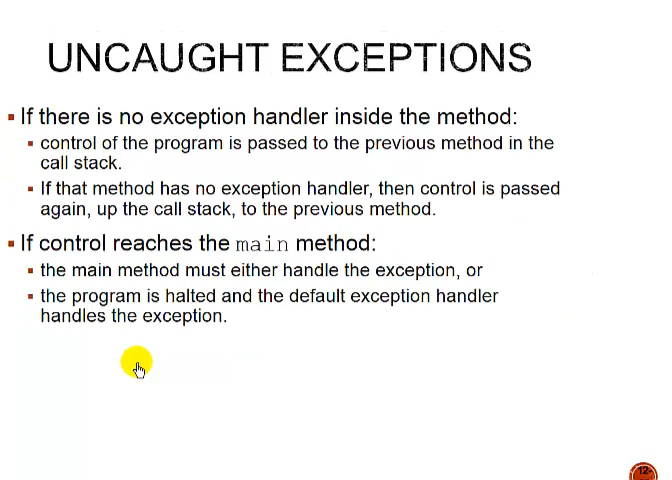 UNCAUGHT EXCEPTIONS
If there is no exception handler inside the method:
control of the program is passed to the previous method in the
call stack.
If that method has no exception handler, then control is passed
again, up the call stack, to the previous method.
If control reaches the main method:
the main method must either handle the exception, or
the program is halted and the default exception handler
handles the exception.
12-